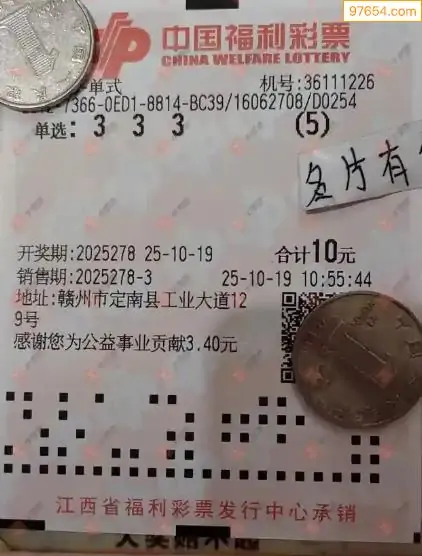 97654.com
中国福利彩票
CHINA WELFARE LOTTERY
单式 机号:36111226
7366-0ED1-8814-BC39/16062708/D0254
单选: 3 3 3 (5)
片有
开奖期:2025278 25-10-19 合计10元
销售期:2025278-3 25-10-19 10:55:44
地址:赣州市定南县工业大道12
9号
感谢您为公益事业贡献3.40元
江西省福利彩票发行中心承销